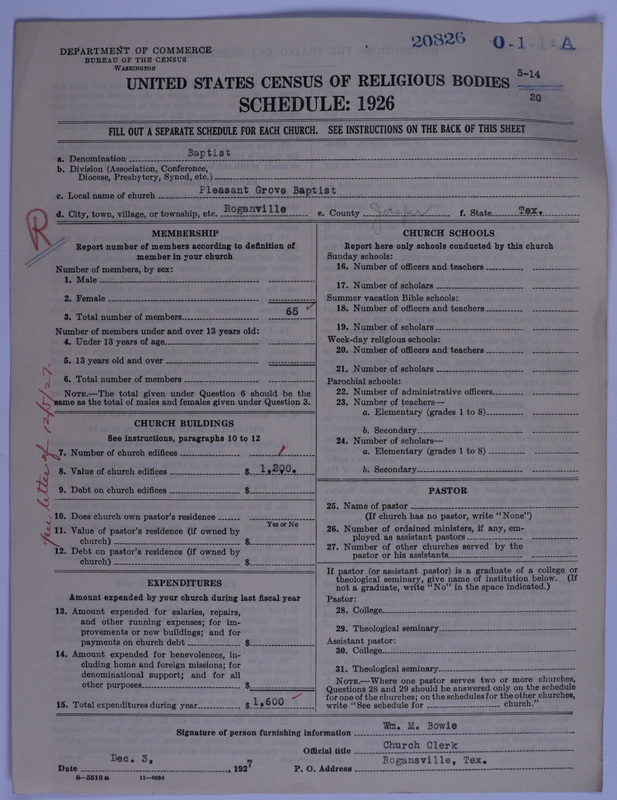 20826 O-1 A
DEPARTMENT OF COMMERCE
BUREAU OF THE CENSUS
WASHINGTON
UNITED STATES CENSUS OF RELIGIOUS BODIES
5-14
20
SCHEDULE: 1926
FILL OUT A SEPARATE SCHEDULE FOR EACH CHURCH. SEE INSTRUCTIONS ON THE BACK OF THIS SHEET
a. Denomination Baptist
b. Division (Association, Conference,
Diocese, Presbytery, Synod, etc.)
c. Local name of church Pleasant Grove Baptist
d. City, town, village, or township, etc. Roganville e. County Jasper f. State Tex.
R
per letter of 12/5/27.
MEMBERSHIP
Report number of members according to definition of
member in your church
Number of members, by sex:
1. Male
2. Female
3. Total number of members 65 ✓
Number of members under and over 13 years old:
4. Under 13 years of age
5. 13 years old and over
6. Total number of members
NOTE.—The total given under Question 6 should be the
same as the total of males and females given under Question 3.
CHURCH BUILDINGS
See instructions, paragraphs 10 to 12
7. Number of church edifices 1
8. Value of church edifices $ 1,200.
9. Debt on church edifices $
10. Does church own pastor's residence
Yes or No
11. Value of pastor's residence (if owned by
church) $
12. Debt on pastor's residence (if owned by
church) $
EXPENDITURES
Amount expended by your church during last fiscal year
13. Amount expended for salaries, repairs,
and other running expenses; for im-
provements or new buildings; and for
payments on church debt $
14. Amount expended for benevolences, in-
cluding home and foreign missions; for
denominational support; and for all
other purposes $
15. Total expenditures during year $ 1,600 ✓
CHURCH SCHOOLS
Report here only schools conducted by this church
Sunday schools:
16. Number of officers and teachers
17. Number of scholars
Summer vacation Bible schools:
18. Number of officers and teachers
19. Number of scholars
Week-day religious schools:
20. Number of officers and teachers
21. Number of scholars
Parochial schools:
22. Number of administrative officers
23. Number of teachers—
a. Elementary (grades 1 to 8)
b. Secondary
24. Number of scholars—
a. Elementary (grades 1 to 8)
b. Secondary
PASTOR
25. Name of pastor
(If church has no pastor, write "None")
26. Number of ordained ministers, if any, em-
ployed as assistant pastors
27. Number of other churches served by the
pastor or his assistants
If pastor (or assistant pastor) is a graduate of a college or
theological seminary, give name of institution below. (If
not a graduate, write "No" in the space indicated.)
Pastor:
28. College
29. Theological seminary
Assistant pastor:
30. College
31. Theological seminary
NOTE.—Where one pastor serves two or more churches,
Questions 28 and 29 should be answered only on the schedule
for one of the churches; on the schedules for the other churches,
write "See schedule for church."
Signature of person furnishing information Wm. M. Bowie
Official title Church Clerk
Date Dec. 3, , 1927 P. O. Address Rogansville, Tex.
8—5518 a 11—9054